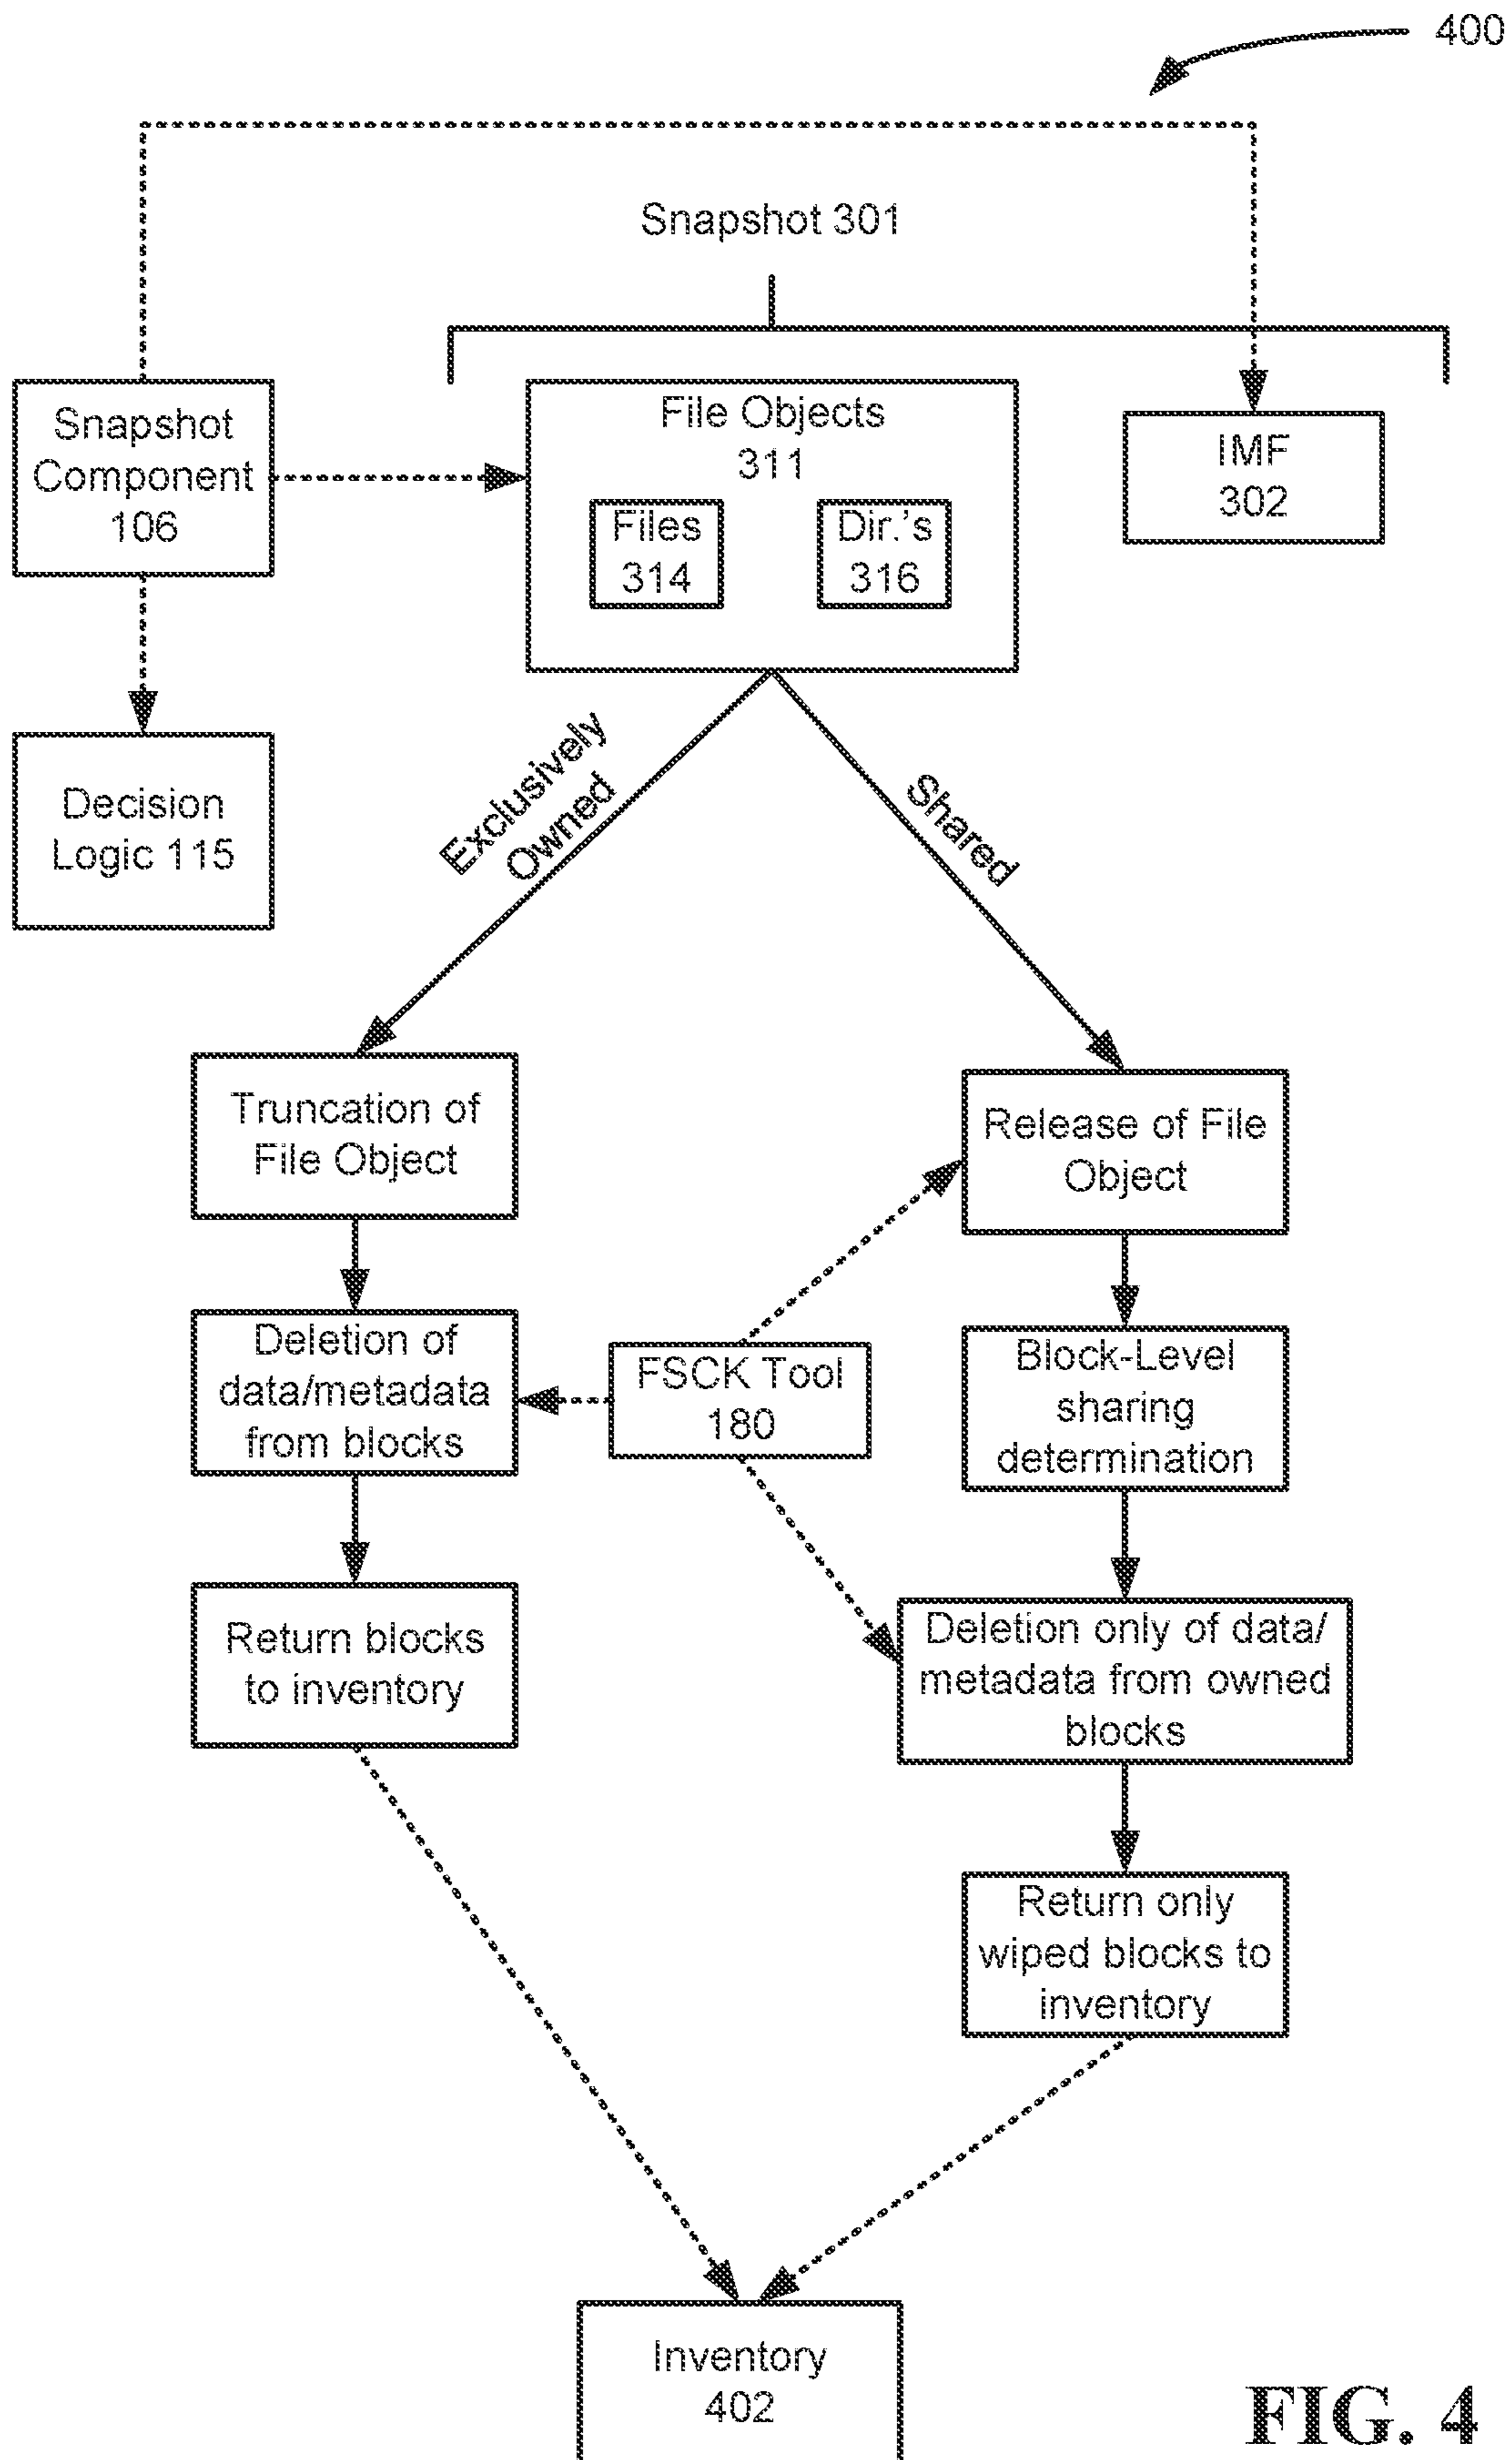 400
Snapshot 301
Snapshot
Component
106
File Objects
311
Files
314
Dir.'s
316
IMF
302
Decision
Logic 115
Exclusively
Owned
Shared
Truncation of
File Object
Release of File
Object
Deletion of
data/metadata
from blocks
FSCK Tool
180
Block-Level
sharing
determination
Return blocks
to inventory
Deletion only of data/
metadata from owned
blocks
Return only
wiped blocks to
inventory
Inventory
402
FIG. 4